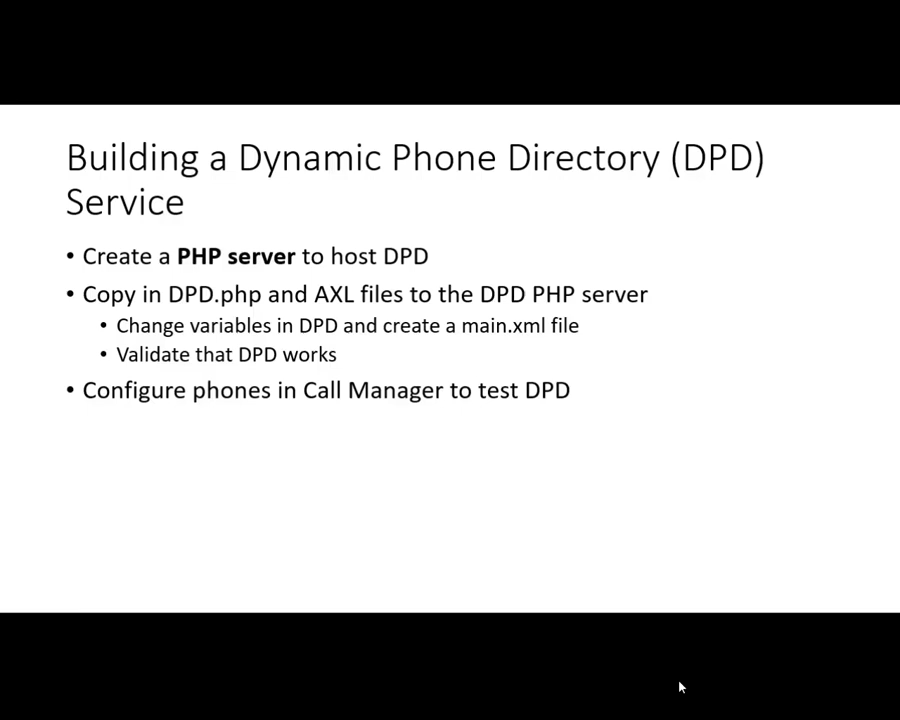 Building a Dynamic Phone Directory (DPD)
Service
• Create a PHP server to host DPD
• Copy in DPD.php and AXL files to the DPD PHP server
• Change variables in DPD and create a main.xml file
• Validate that DPD works
• Configure phones in Call Manager to test DPD